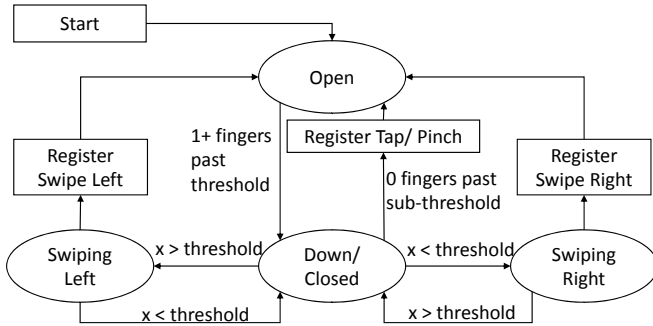 Start
Open
1+ fingers
past
threshold
Register Tap/ Pinch
Register
Swipe Left
Register
Swipe Right
0 fingers past
sub-threshold
Swiping
Left
x > threshold
Down/
Closed
x < threshold
Swiping
Right
x < threshold
x > threshold